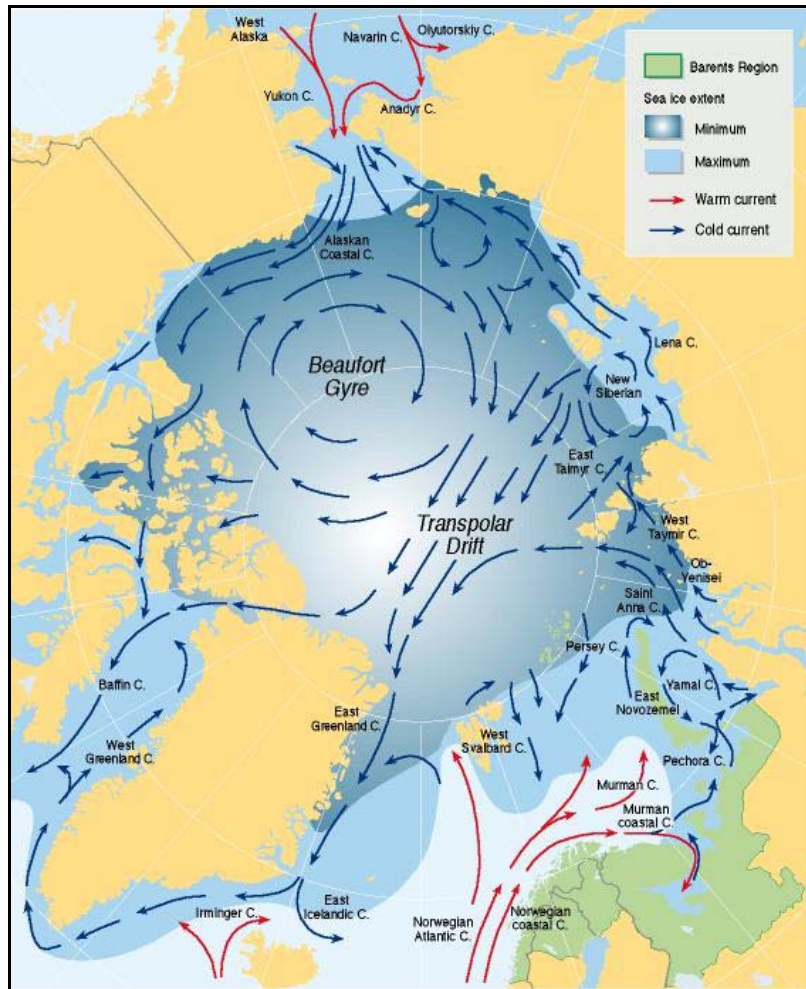 West
Alaska
Navarin C.
Olyutorskiy C.
Yukon C.
Anadyr C.
Barents Region
Sea ice extent
Minimum
Maximum
Warm current
Cold current
Alaskan
Coastal C.
Beaufort
Gyre
Lena C.
New
Siberian
East
Taimyr C.
Transpolar
Drift
West
Taymir C.
Ob-
Yenisei
Saint
Anna C.
Persey C.
Yamal C.
East
Novozemel
Baffin C.
West
Greenland C.
East
Greenland C.
West
Svalbard C.
Pechora C.
Murman C.
Murman
coastal C.
Irminger C.
East
Icelandic C.
Norwegian
Atlantic C.
Norwegian
coastal C.